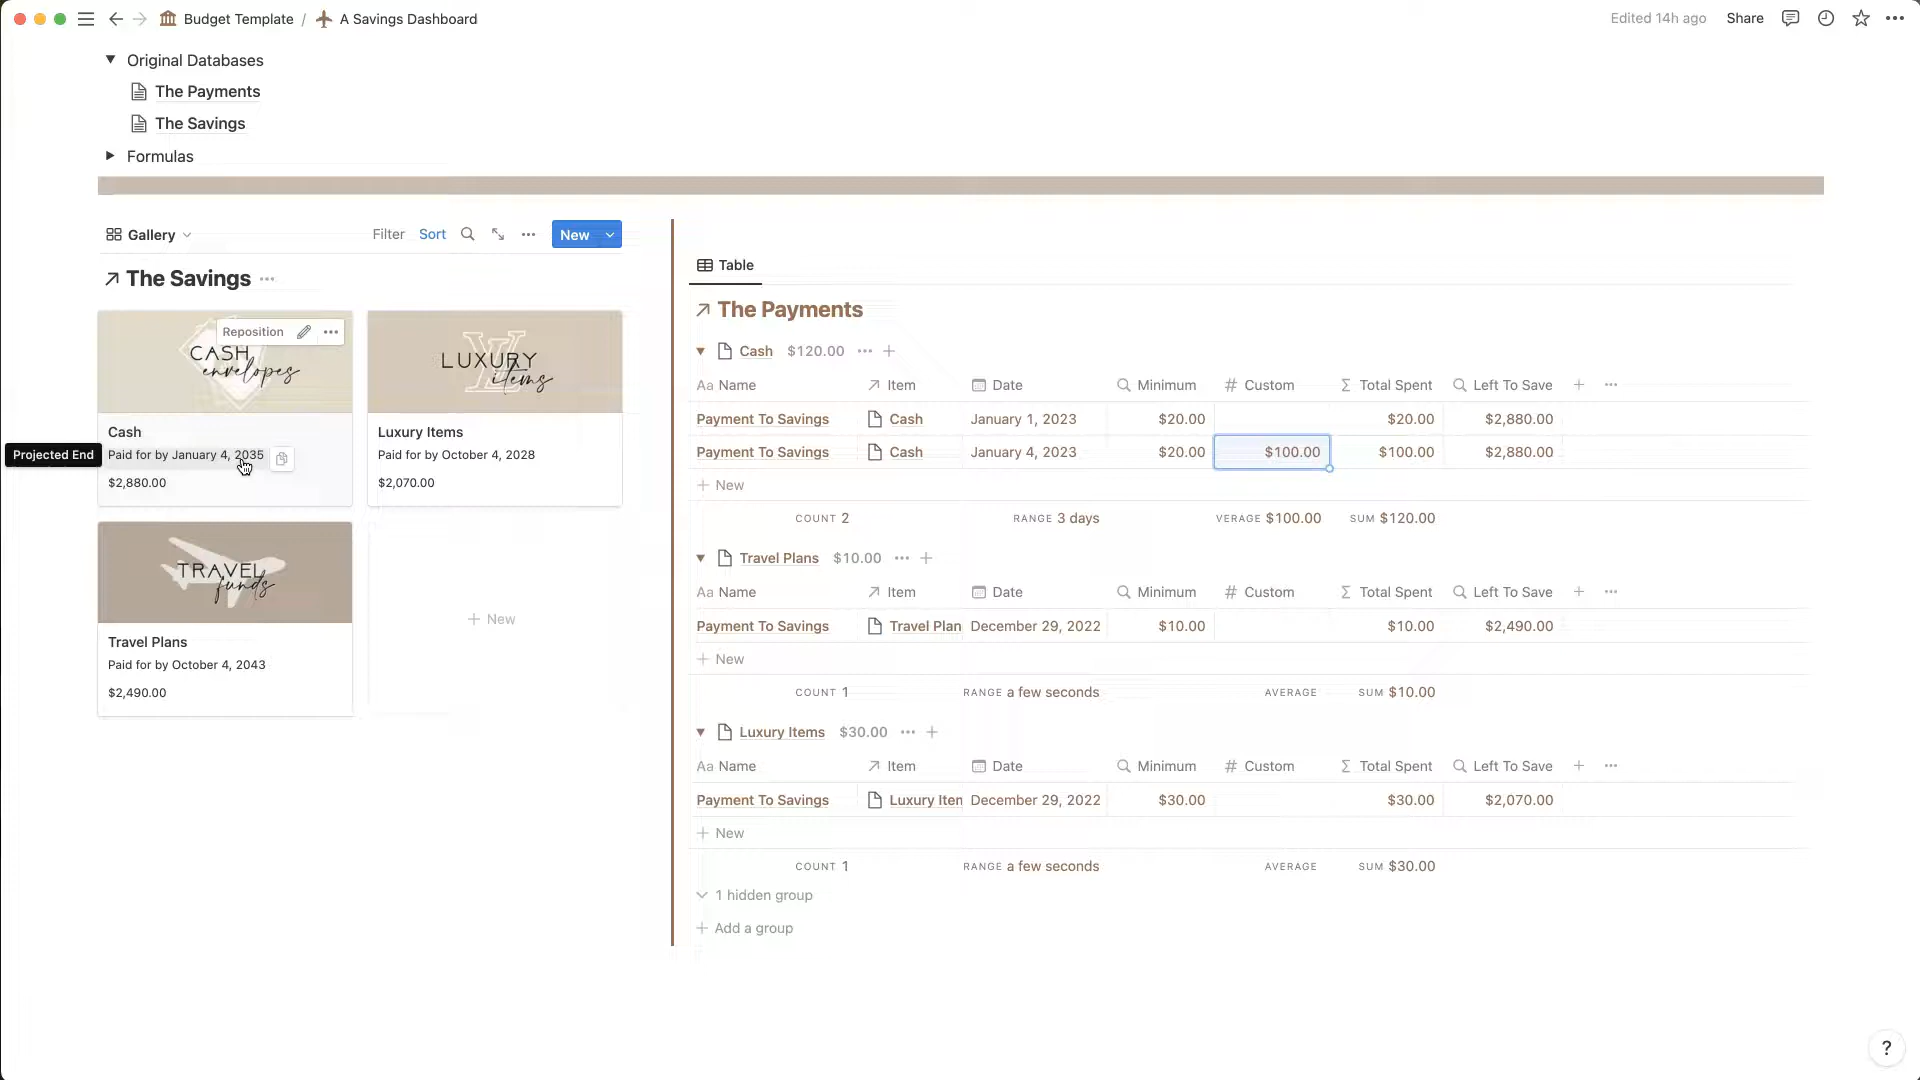 Budget Template / A Savings Dashboard
Edited 14h ago Share
Original Databases
The Payments
The Savings
Formulas
Gallery Filter Sort New
The Savings
Reposition
CASH
envelopes
Cash
Projected End
Paid for by January 4, 2035
$2,880.00
LUXURY
items
Luxury Items
Paid for by October 4, 2028
$2,070.00
TRAVEL
funds
Travel Plans
Paid for by October 4, 2043
$2,490.00
+ New
Table
The Payments
Cash $120.00
Aa Name Item Date Minimum # Custom Σ Total Spent Left To Save
Payment To Savings Cash January 1, 2023 $20.00 $20.00 $2,880.00
Payment To Savings Cash January 4, 2023 $20.00 $100.00 $100.00 $2,880.00
+ New
COUNT 2 RANGE 3 days VERAGE $100.00 SUM $120.00
Travel Plans $10.00
Aa Name Item Date Minimum # Custom Σ Total Spent Left To Save
Payment To Savings Travel Plan December 29, 2022 $10.00 $10.00 $2,490.00
+ New
COUNT 1 RANGE a few seconds AVERAGE SUM $10.00
Luxury Items $30.00
Aa Name Item Date Minimum # Custom Σ Total Spent Left To Save
Payment To Savings Luxury Iten December 29, 2022 $30.00 $30.00 $2,070.00
+ New
COUNT 1 RANGE a few seconds AVERAGE SUM $30.00
1 hidden group
+ Add a group
?